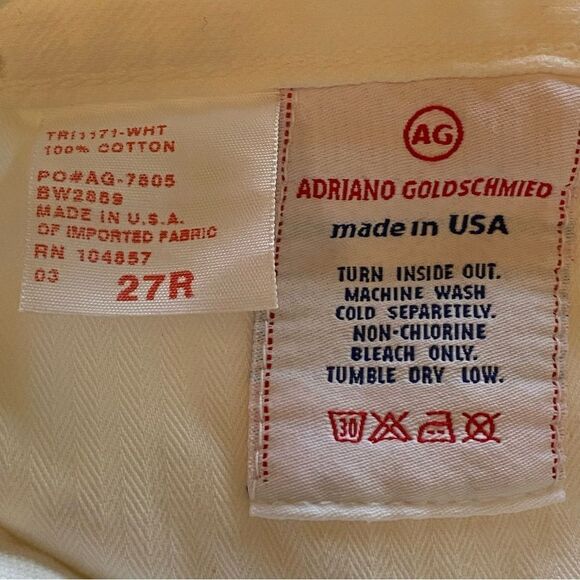 TRI1171-WHT
100% COTTON
PO#AG-7805
BW2869
MADE IN U.S.A.
OF IMPORTED FABRIC
RN 104857
03 27R
AG
ADRIANO GOLDSCHMIED
made in USA
TURN INSIDE OUT.
MACHINE WASH
COLD SEPARETELY.
NON-CHLORINE
BLEACH ONLY.
TUMBLE DRY LOW.
30